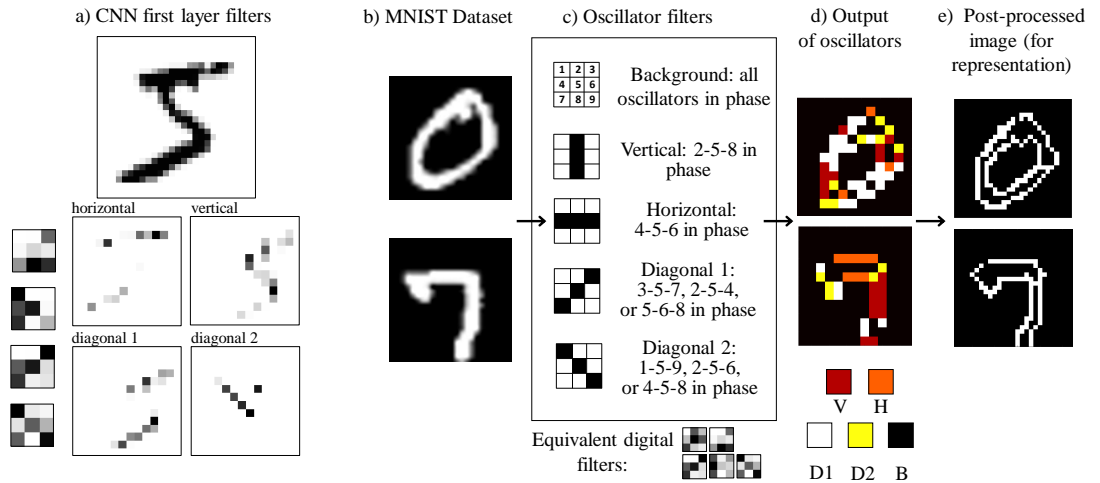 a) CNN first layer filters
horizontal
vertical
diagonal 1
diagonal 2
b) MNIST Dataset
c) Oscillator filters
1 2 3
4 5 6
7 8 9
Background: all
oscillators in phase
Vertical: 2-5-8 in
phase
Horizontal:
4-5-6 in phase
Diagonal 1:
3-5-7, 2-5-4,
or 5-6-8 in phase
Diagonal 2:
1-5-9, 2-5-6,
or 4-5-8 in phase
Equivalent digital
filters:
d) Output
of oscillators
V
H
D1
D2
B
e) Post-processed
image (for
representation)